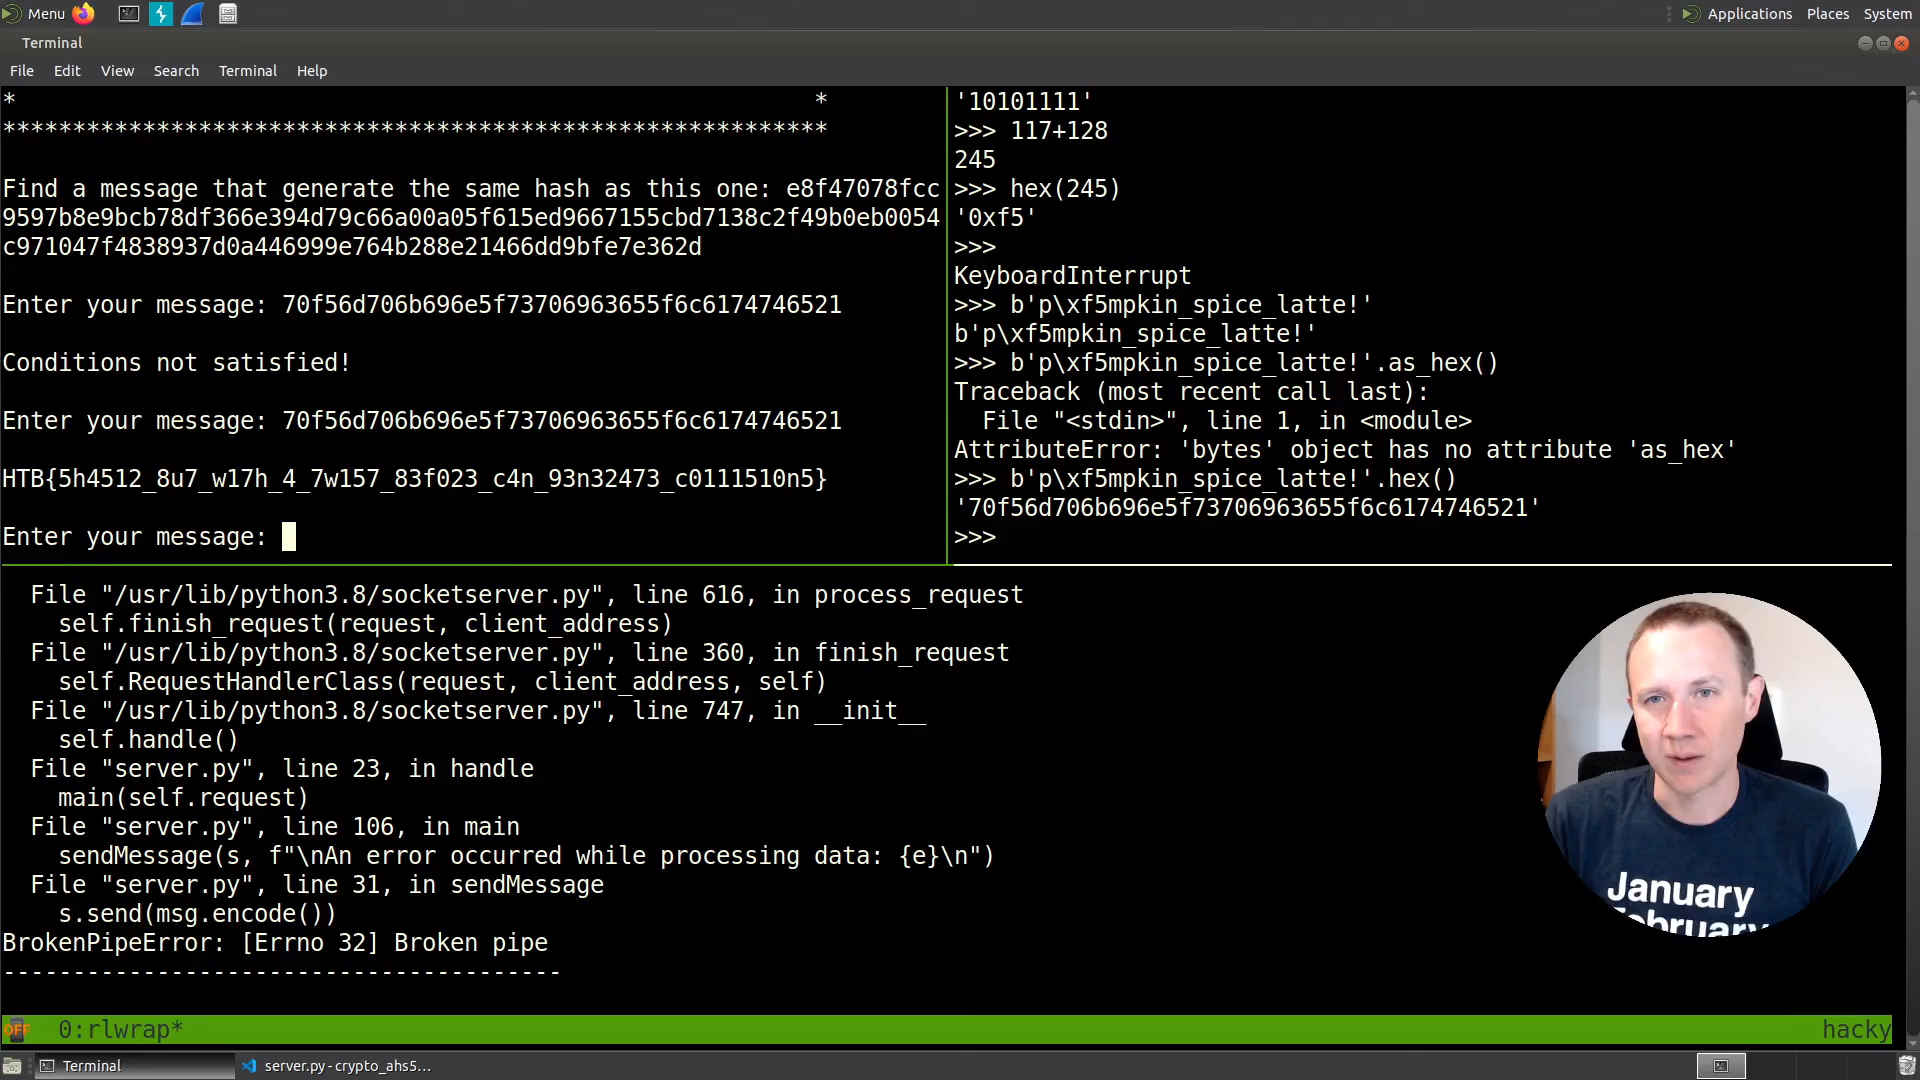 Menu
Applications Places System
Terminal
File Edit View Search Terminal Help
* *
***********************************************************
Find a message that generate the same hash as this one: e8f47078fcc
9597b8e9bcb78df366e394d79c66a00a05f615ed9667155cbd7138c2f49b0eb0054
c971047f4838937d0a446999e764b288e21466dd9bfe7e362d
Enter your message: 70f56d706b696e5f73706963655f6c6174746521
Conditions not satisfied!
Enter your message: 70f56d706b696e5f73706963655f6c6174746521
HTB{5h4512_8u7_w17h_4_7w157_83f023_c4n_93n32473_c0111510n5}
Enter your message:
'10101111'
>>> 117+128
245
>>> hex(245)
'0xf5'
>>>
KeyboardInterrupt
>>> b'p\xf5mpkin_spice_latte!'
b'p\xf5mpkin_spice_latte!'
>>> b'p\xf5mpkin_spice_latte!'.as_hex()
Traceback (most recent call last):
  File "<stdin>", line 1, in <module>
AttributeError: 'bytes' object has no attribute 'as_hex'
>>> b'p\xf5mpkin_spice_latte!'.hex()
'70f56d706b696e5f73706963655f6c6174746521'
>>>
  File "/usr/lib/python3.8/socketserver.py", line 616, in process_request
    self.finish_request(request, client_address)
  File "/usr/lib/python3.8/socketserver.py", line 360, in finish_request
    self.RequestHandlerClass(request, client_address, self)
  File "/usr/lib/python3.8/socketserver.py", line 747, in __init__
    self.handle()
  File "server.py", line 23, in handle
    main(self.request)
  File "server.py", line 106, in main
    sendMessage(s, f"\nAn error occurred while processing data: {e}\n")
  File "server.py", line 31, in sendMessage
    s.send(msg.encode())
BrokenPipeError: [Errno 32] Broken pipe
----------------------------------------
January
February
OFF 0:rlwrap* hacky
Terminal
server.py - crypto_ahs5...